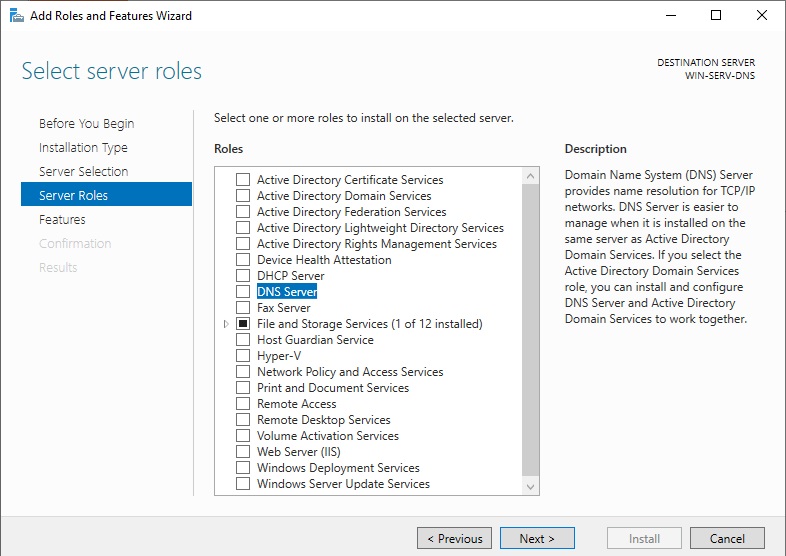 Add Roles and Features Wizard
Select server roles
DESTINATION SERVER
WIN-SERV-DNS
Before You Begin
Installation Type
Server Selection
Server Roles
Features
Confirmation
Results
Select one or more roles to install on the selected server.
Roles
Active Directory Certificate Services
Active Directory Domain Services
Active Directory Federation Services
Active Directory Lightweight Directory Services
Active Directory Rights Management Services
Device Health Attestation
DHCP Server
DNS Server
Fax Server
File and Storage Services (1 of 12 installed)
Host Guardian Service
Hyper-V
Network Policy and Access Services
Print and Document Services
Remote Access
Remote Desktop Services
Volume Activation Services
Web Server (IIS)
Windows Deployment Services
Windows Server Update Services
Description
Domain Name System (DNS) Server
provides name resolution for TCP/IP
networks. DNS Server is easier to
manage when it is installed on the
same server as Active Directory
Domain Services. If you select the
Active Directory Domain Services
role, you can install and configure
DNS Server and Active Directory
Domain Services to work together.
< Previous
Next >
Install
Cancel